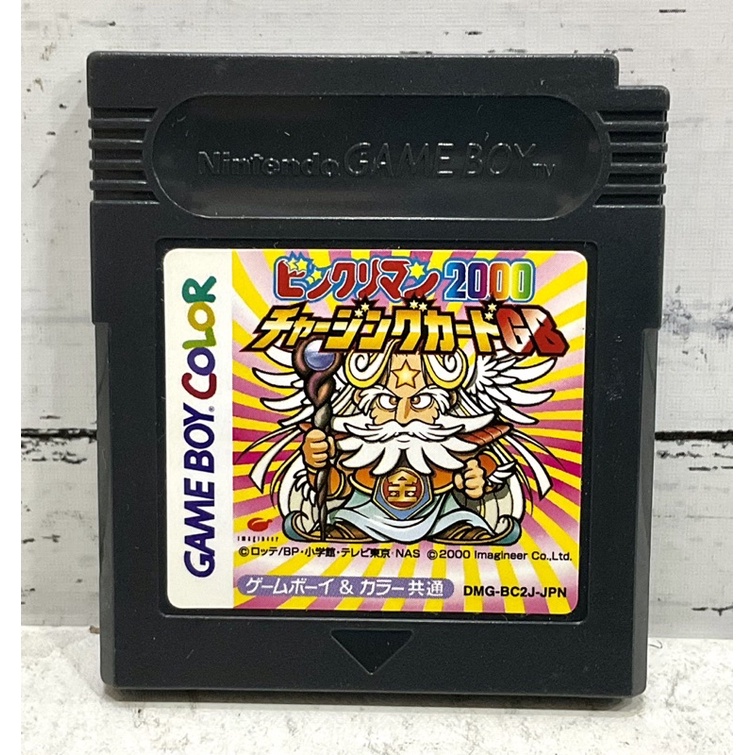 Nintendo GAME BOY TM
GAME BOY COLOR
ビックリマン2000
チャージングカードGB
金
imagineer
©ロッテ/BP・小学館・テレビ東京 NAS ©2000 Imagineer Co.,Ltd.
ゲームボーイ & カラー共通
DMG-BC2J-JPN